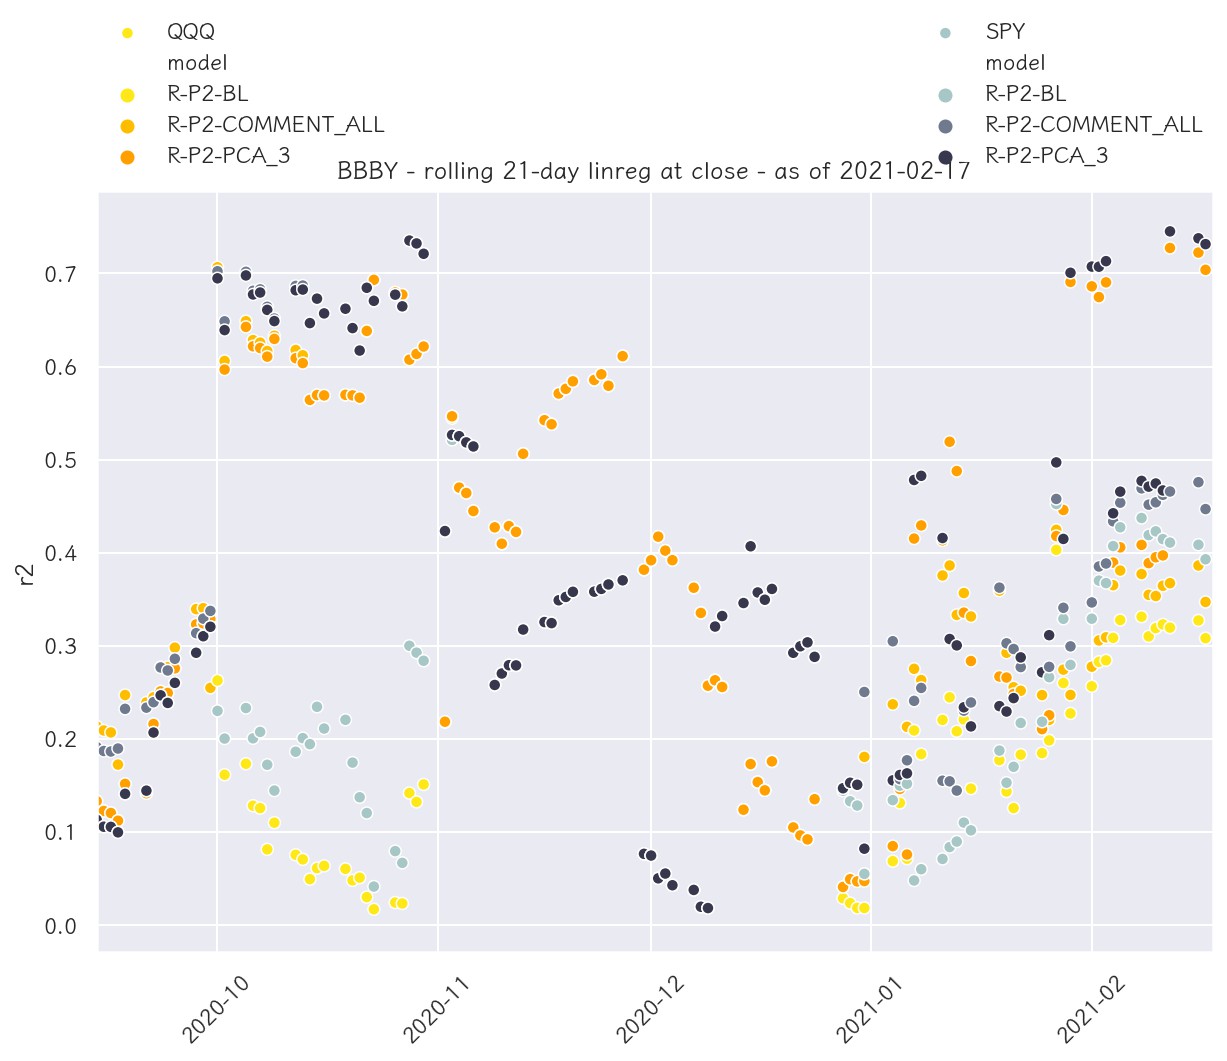 QQQ
model
R-P2-BL
R-P2-COMMENT_ALL
R-P2-PCA_3
SPY
model
R-P2-BL
R-P2-COMMENT_ALL
R-P2-PCA_3
BBBY - rolling 21-day linreg at close - as of 2021-02-17
r2
0.7
0.6
0.5
0.4
0.3
0.2
0.1
0.0
2020-10
2020-11
2020-12
2021-01
2021-02